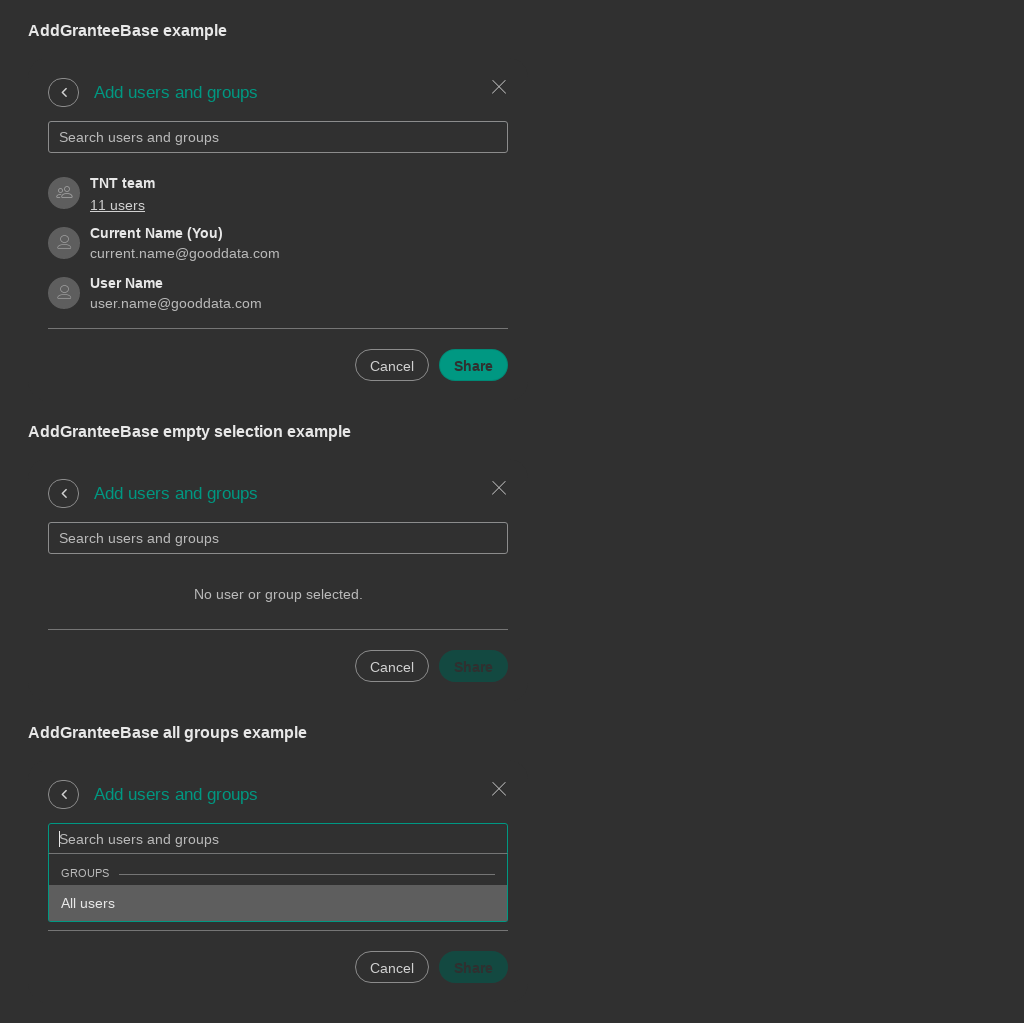 AddGranteeBase example
Add users and groups
Search users and groups
TNT team
11 users
Current Name (You)
current.name@gooddata.com
User Name
user.name@gooddata.com
Cancel Share
AddGranteeBase empty selection example
Add users and groups
Search users and groups
No user or group selected.
Cancel Share
AddGranteeBase all groups example
Add users and groups
Search users and groups
GROUPS
All users
Cancel Share